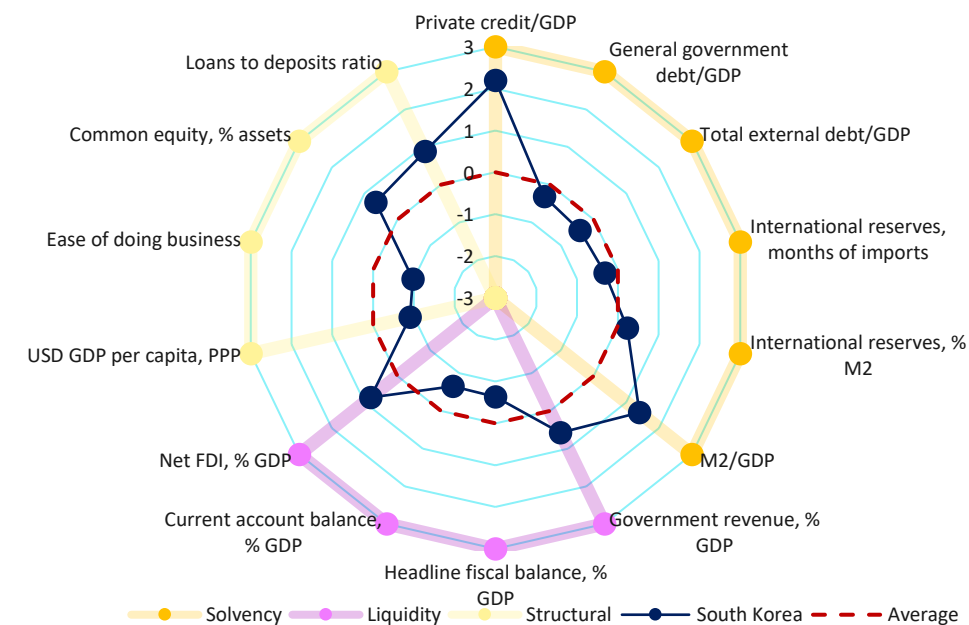 Private credit/GDP
General government
debt/GDP
Total external debt/GDP
International reserves,
months of imports
International reserves, %
M2
M2/GDP
Government revenue, %
GDP
Headline fiscal balance, %
GDP
Current account balance,
% GDP
Net FDI, % GDP
USD GDP per capita, PPP
Ease of doing business
Common equity, % assets
Loans to deposits ratio
3
2
1
0
-1
-2
-3
Solvency
Liquidity
Structural
South Korea
Average